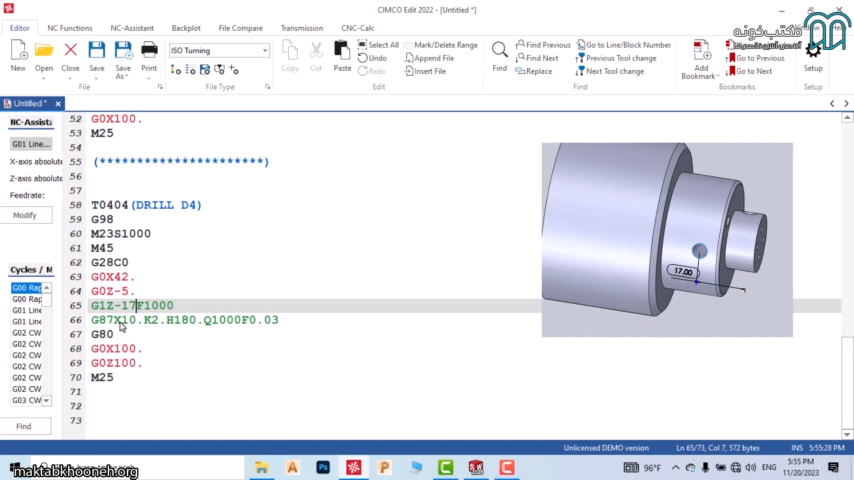 CIMCO Edit 2022 - [Untitled *]
مکتب‌خونه
Editor NC Functions NC-Assistant Backplot File Compare Transmission CNC-Calc
New Open Close Save Save As Print
ISO Turning
Copy Cut Paste
Select All Mark/Delete Range
Undo Append File
Redo Insert File
Find
Find Previous Go to Line/Block Number
Find Next Previous Tool change
Replace Next Tool change
Add Bookmark
Go to Previous
Go to Next
Setup
File File Type Edit Find Bookmarks Setup
Untitled *
NC-Assist
G01 Line...
X-axis absolute
Z-axis absolute
Feedrate:
Modify
Cycles / M
G00 Rap
G00 Rap
G01 Line
G01 Line
G02 CW
G02 CW
G02 CW
G02 CW
G02 CW
G03 CW
Find
52 G0X100.
53 M25
54
55 (***********************)
56
57
58 T0404(DRILL D4)
59 G98
60 M23S1000
61 M45
62 G28C0
63 G0X42.
64 G0Z-5.
65 G1Z-17F1000
66 G87X10.K2.H180.Q1000F0.03
67 G80
68 G0X100.
69 G0Z100.
70 M25
71
72
73
17.00
Unlicensed DEMO version Ln 65/73, Col 7, 572 bytes INS 5:55:28 PM
maktabkhooneh.org
96°F ENG 5:55 PM
11/20/2023